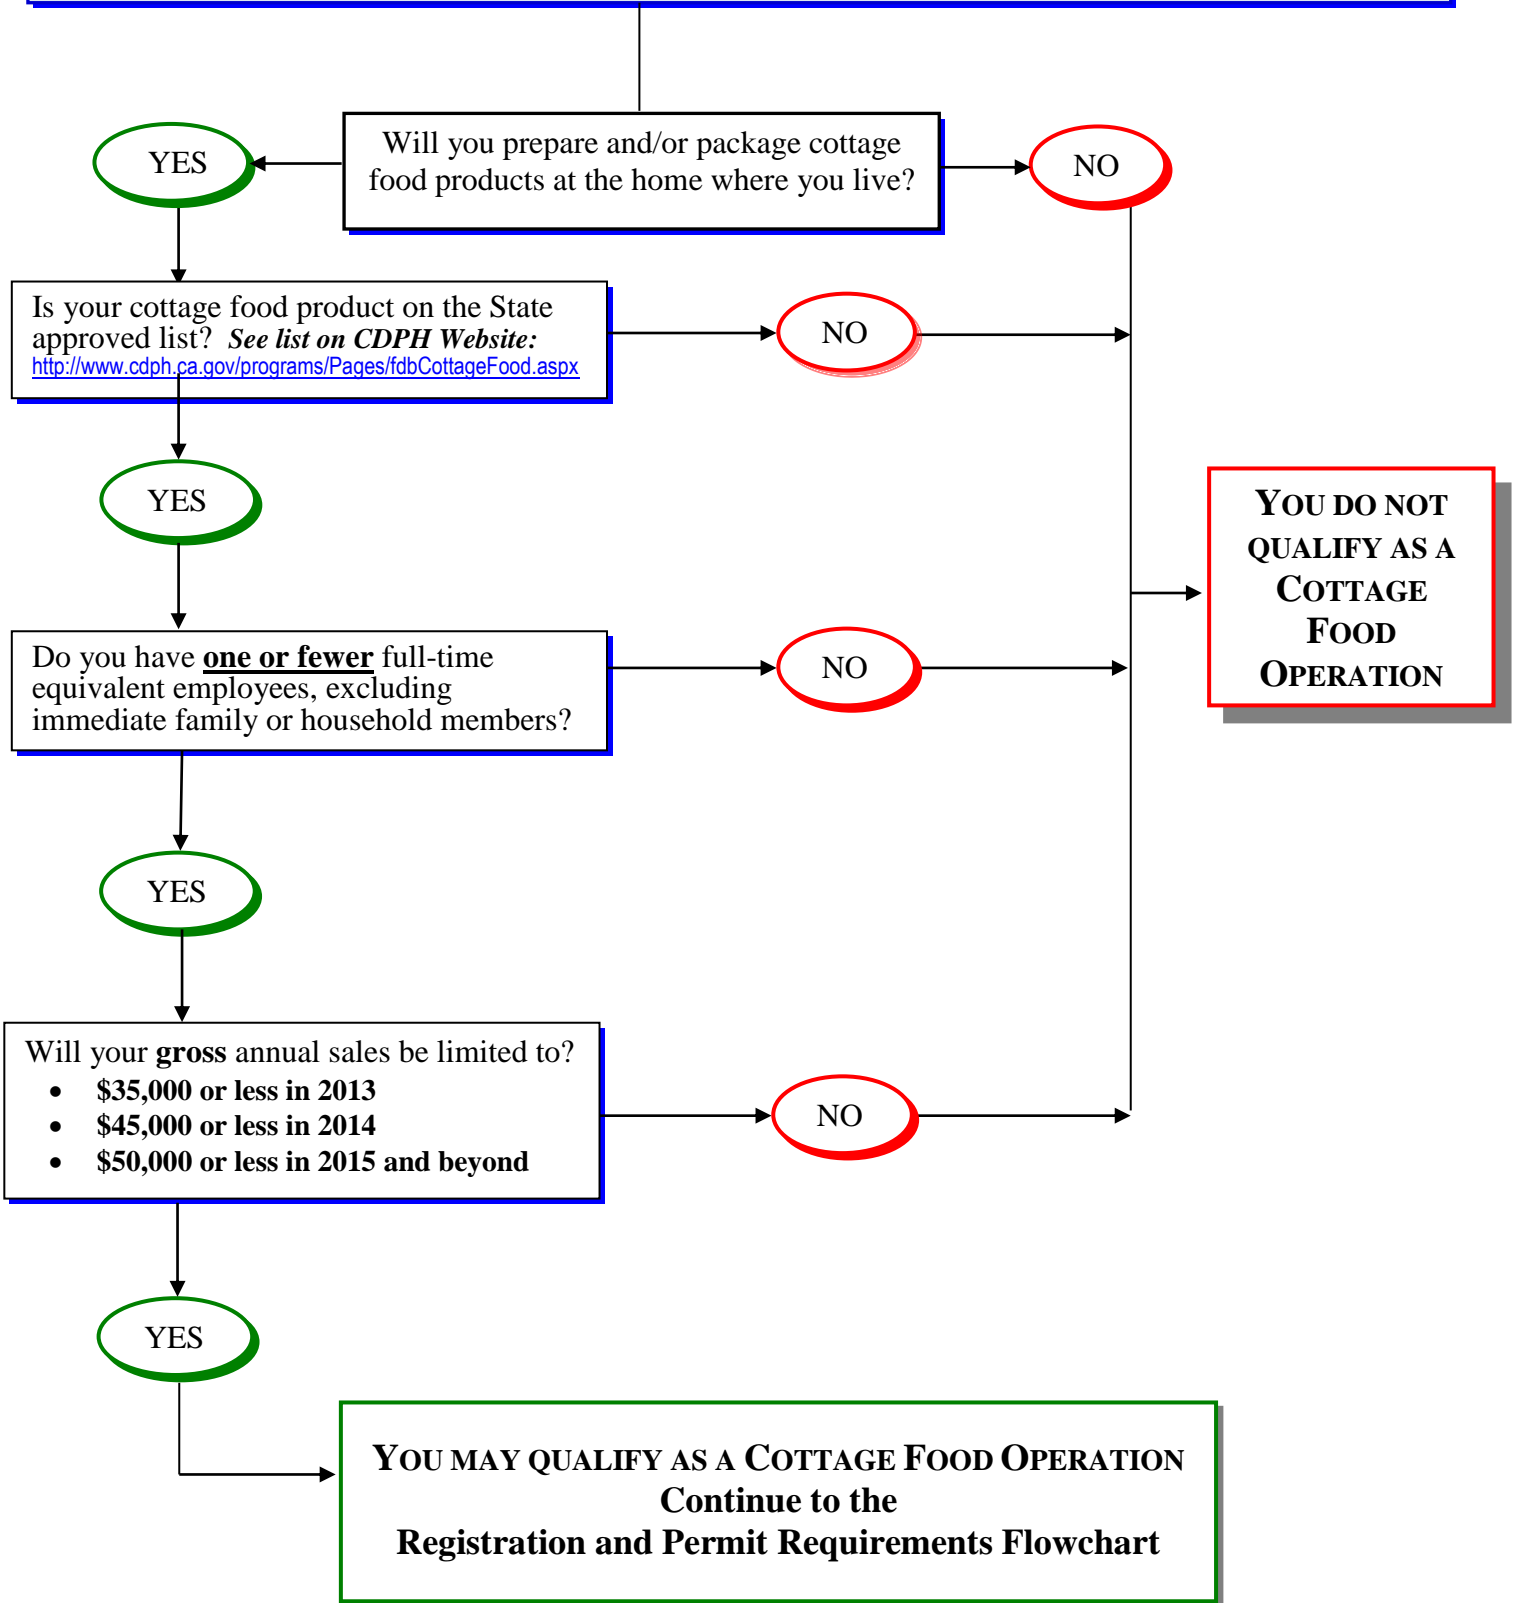 Will you prepare and/or package cottage
food products at the home where you live?
YES
NO
Is your cottage food product on the State
approved list? See list on CDPH Website:
http://www.cdph.ca.gov/programs/Pages/fdbCottageFood.aspx
NO
YES
YOU DO NOT
QUALIFY AS A
COTTAGE
FOOD
OPERATION
Do you have one or fewer full-time
equivalent employees, excluding
immediate family or household members?
NO
YES
Will your gross annual sales be limited to?
• $35,000 or less in 2013
• $45,000 or less in 2014
• $50,000 or less in 2015 and beyond
NO
YES
YOU MAY QUALIFY AS A COTTAGE FOOD OPERATION
Continue to the
Registration and Permit Requirements Flowchart